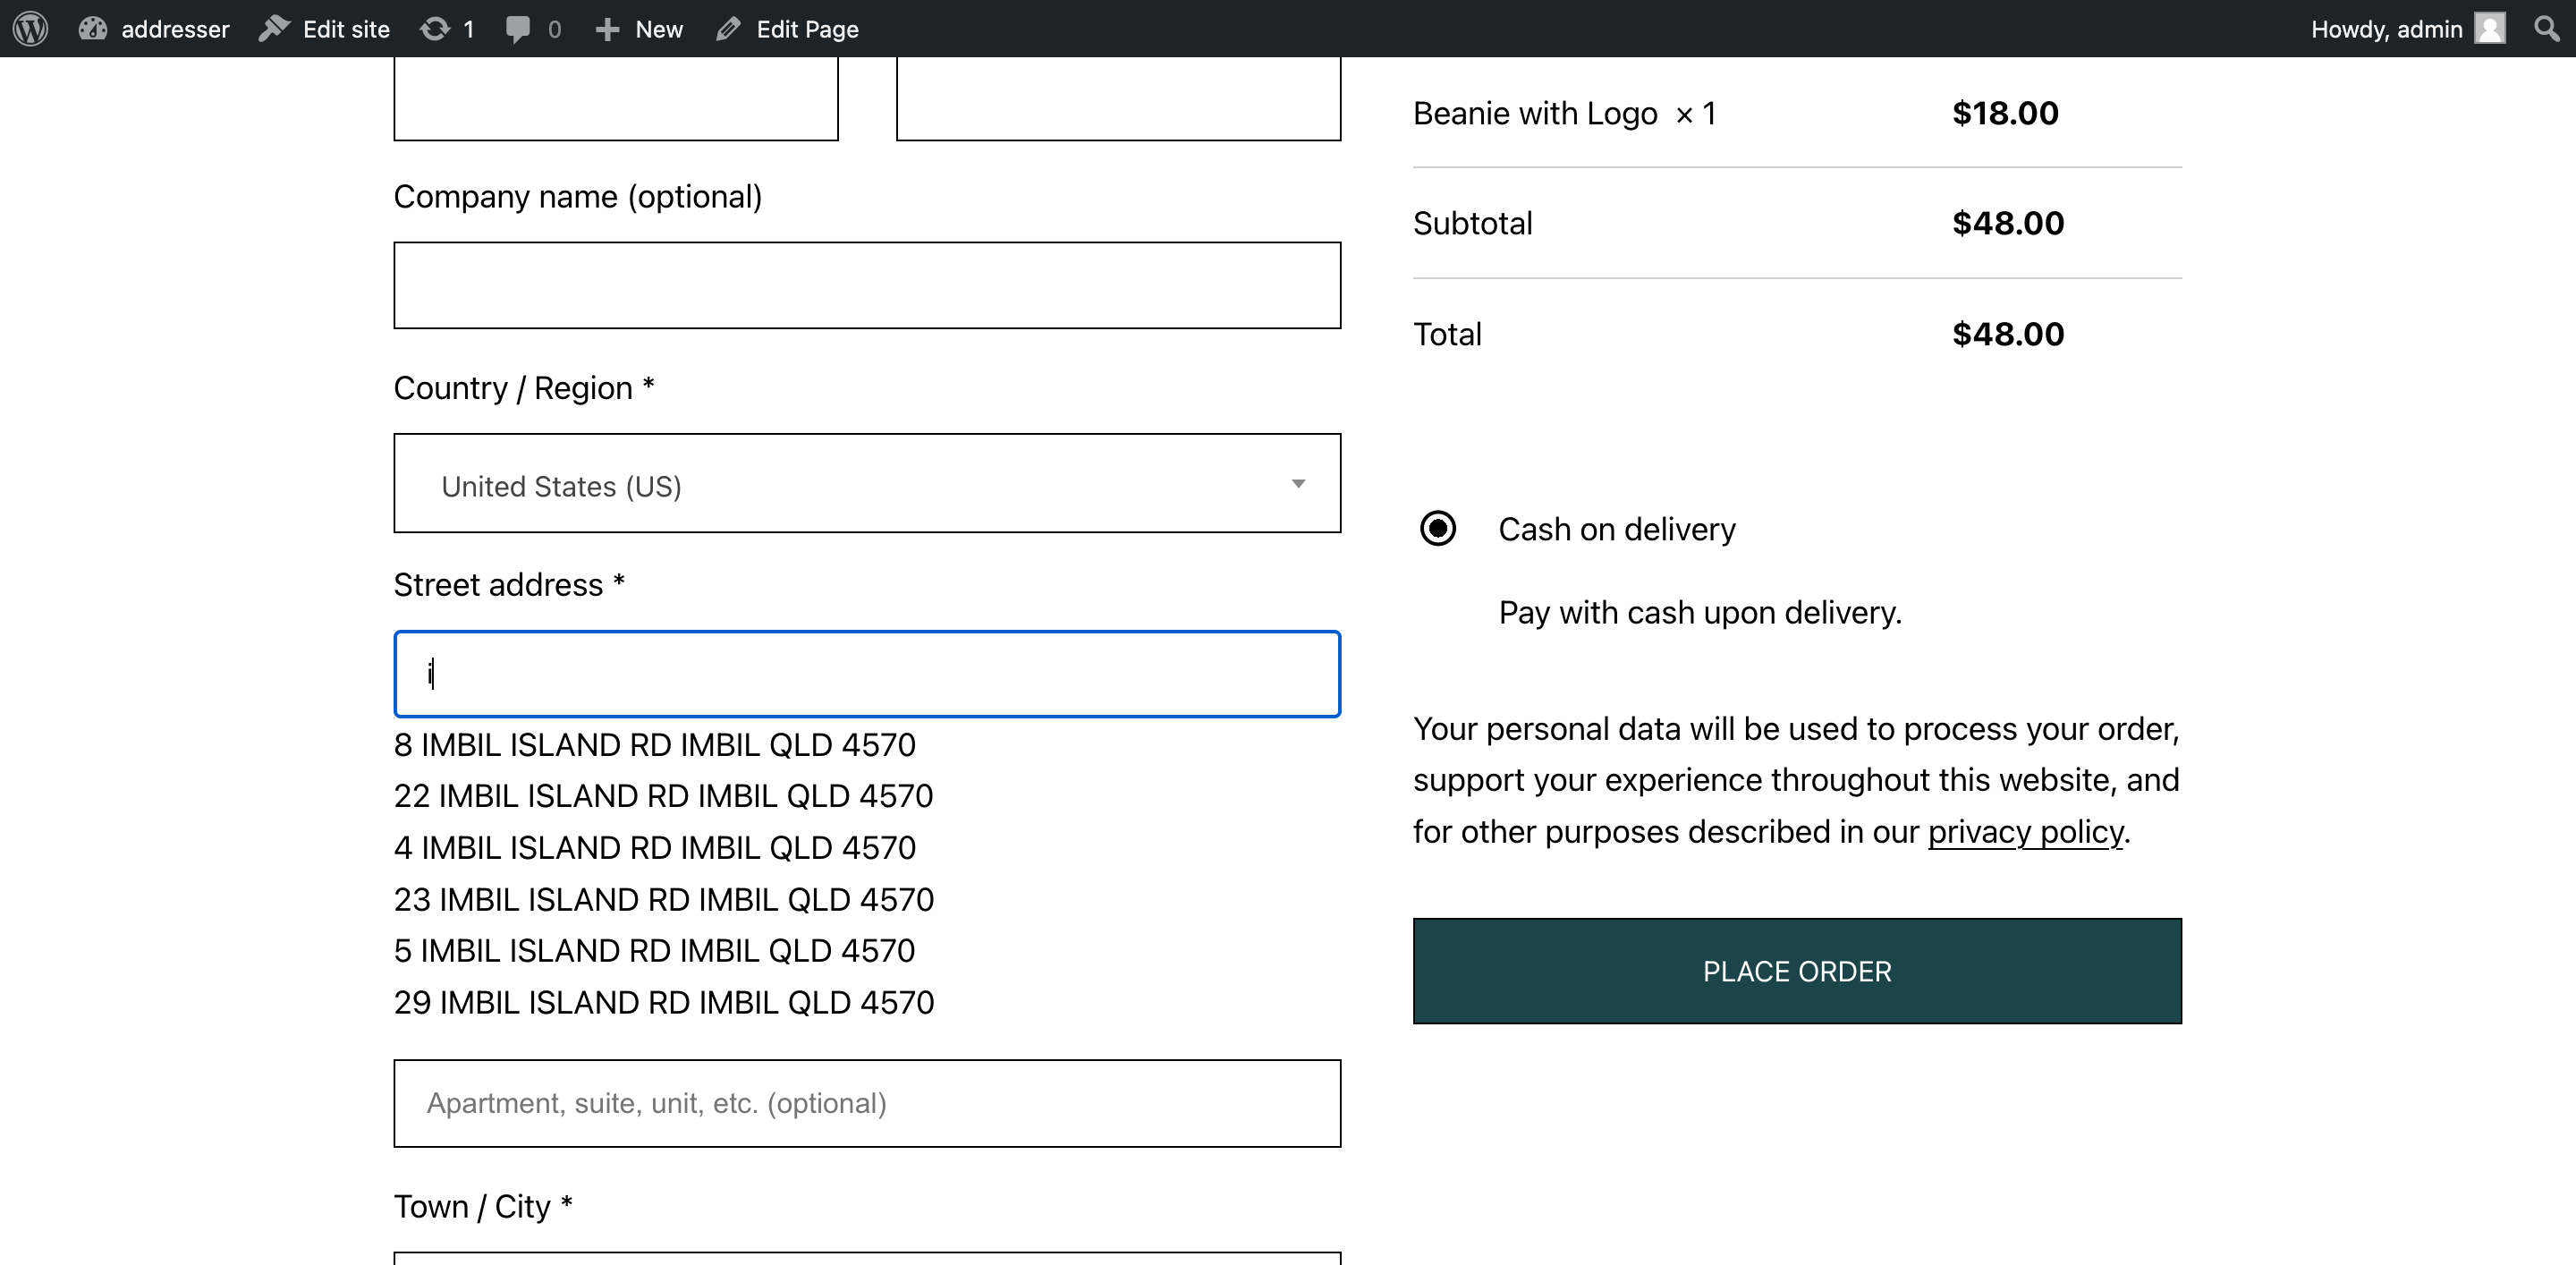 addresser Edit site 1 0 New Edit Page Howdy, admin
Company name (optional)
Country / Region *
United States (US)
Street address *
i
8 IMBIL ISLAND RD IMBIL QLD 4570
22 IMBIL ISLAND RD IMBIL QLD 4570
4 IMBIL ISLAND RD IMBIL QLD 4570
23 IMBIL ISLAND RD IMBIL QLD 4570
5 IMBIL ISLAND RD IMBIL QLD 4570
29 IMBIL ISLAND RD IMBIL QLD 4570
Apartment, suite, unit, etc. (optional)
Town / City *
Beanie with Logo × 1 $18.00
Subtotal $48.00
Total $48.00
Cash on delivery
Pay with cash upon delivery.
Your personal data will be used to process your order,
support your experience throughout this website, and
for other purposes described in our privacy policy.
PLACE ORDER